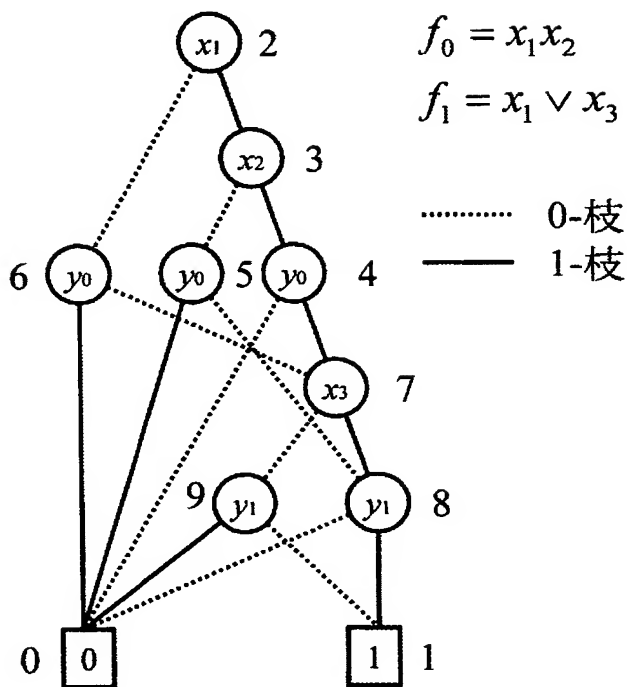 x₁ 2
f₀ = x₁x₂
f₁ = x₁ ∨ x₃
x₂ 3
0-枝
1-枝
6 y₀ y₀ 5 y₀ 4
x₃ 7
9 y₁ y₁ 8
0 0 1 1